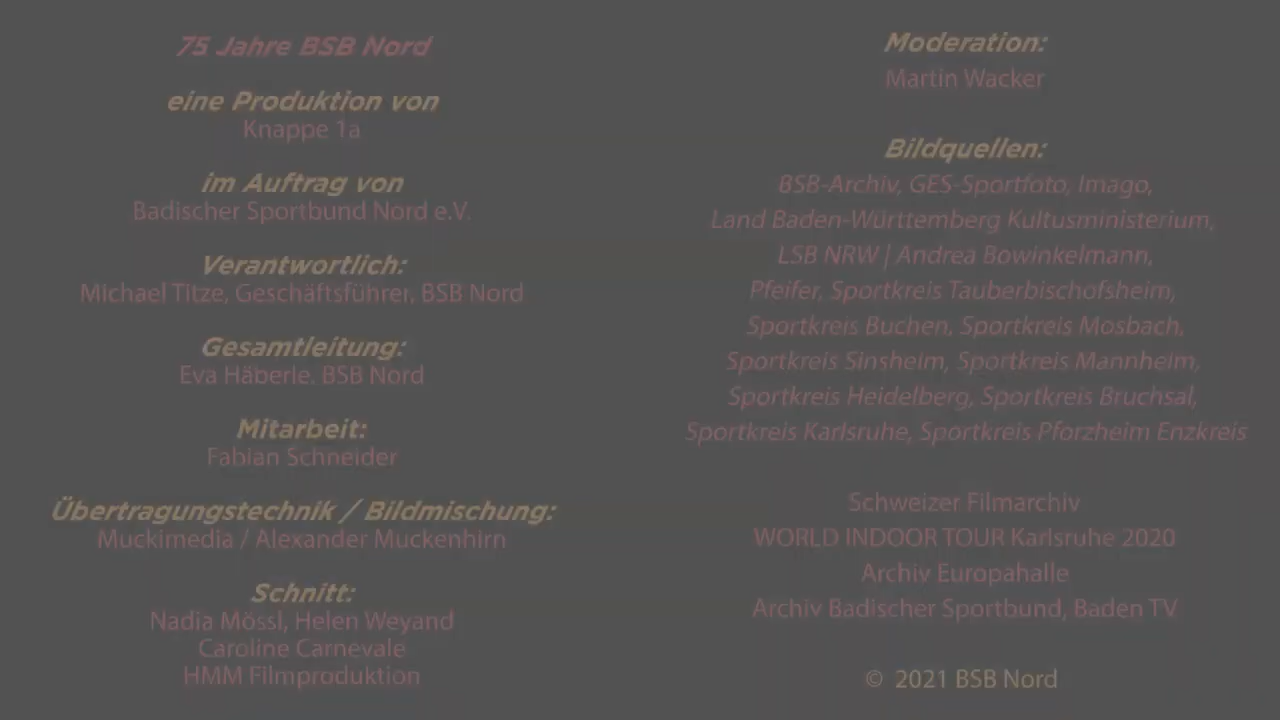 75 Jahre BSB Nord
eine Produktion von
Knappe 1a
im Auftrag von
Badischer Sportbund Nord e.V.
Verantwortlich:
Michael Titze, Geschäftsführer, BSB Nord
Gesamtleitung:
Eva Häberle. BSB Nord
Mitarbeit:
Fabian Schneider
Übertragungstechnik / Bildmischung:
Muckimedia / Alexander Muckenhirn
Schnitt:
Nadia Mössl, Helen Weyand
Caroline Carnevale
HMM Filmproduktion
Moderation:
Martin Wacker
Bildquellen:
BSB-Archiv, GES-Sportfoto, Imago,
Land Baden-Württemberg Kultusministerium,
LSB NRW | Andrea Bowinkelmann,
Pfeifer, Sportkreis Tauberbischofsheim,
Sportkreis Buchen, Sportkreis Mosbach,
Sportkreis Sinsheim, Sportkreis Mannheim,
Sportkreis Heidelberg, Sportkreis Bruchsal,
Sportkreis Karlsruhe, Sportkreis Pforzheim Enzkreis
Schweizer Filmarchiv
WORLD INDOOR TOUR Karlsruhe 2020
Archiv Europahalle
Archiv Badischer Sportbund, Baden TV
© 2021 BSB Nord